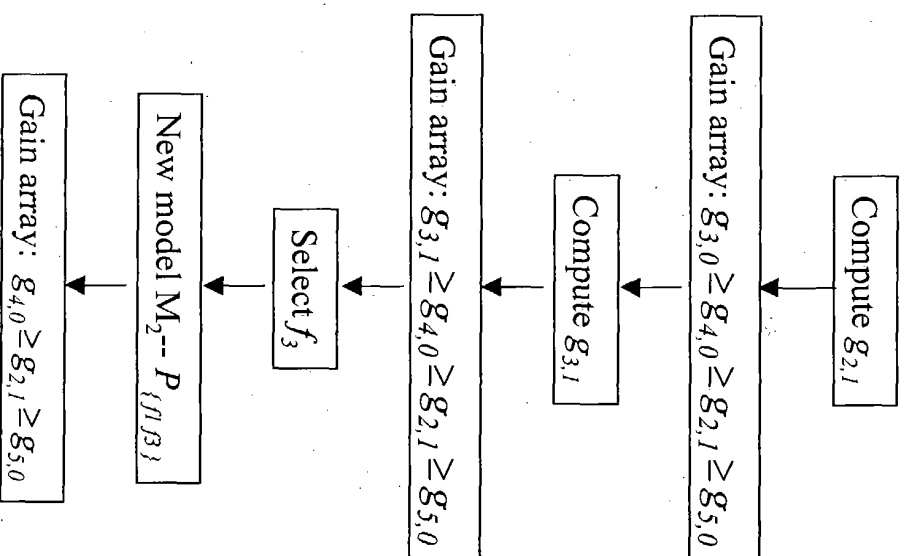 Compute g2,1
Gain array: g3,0 ≥ g4,0 ≥ g2,1 ≥ g5,0
Compute g3,1
Gain array: g3,1 ≥ g4,0 ≥ g2,1 ≥ g5,0
Select f3
New model M2-- P{f1 f3}
Gain array: g4,0 ≥ g2,1 ≥ g5,0